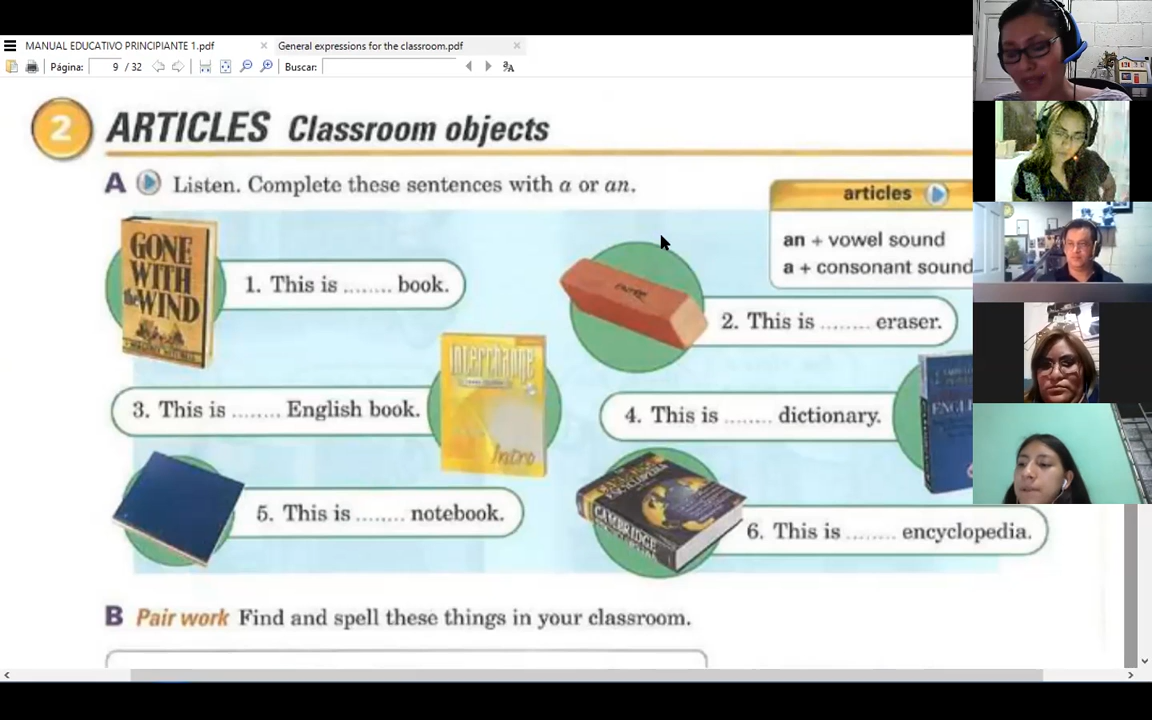 MANUAL EDUCATIVO PRINCIPIANTE 1.pdf
General expressions for the classroom.pdf
Página: 9 / 32
Buscar:
2 ARTICLES Classroom objects
A Listen. Complete these sentences with a or an.
articles
an + vowel sound
a + consonant sound
GONE
WITH
the WIND
1. This is ........ book.
2. This is ........ eraser.
interchange
Intro
3. This is ........ English book.
4. This is ........ dictionary.
5. This is ........ notebook.
ENCYCLOPEDIA
CAMBRIDGE
6. This is ........ encyclopedia.
B Pair work Find and spell these things in your classroom.